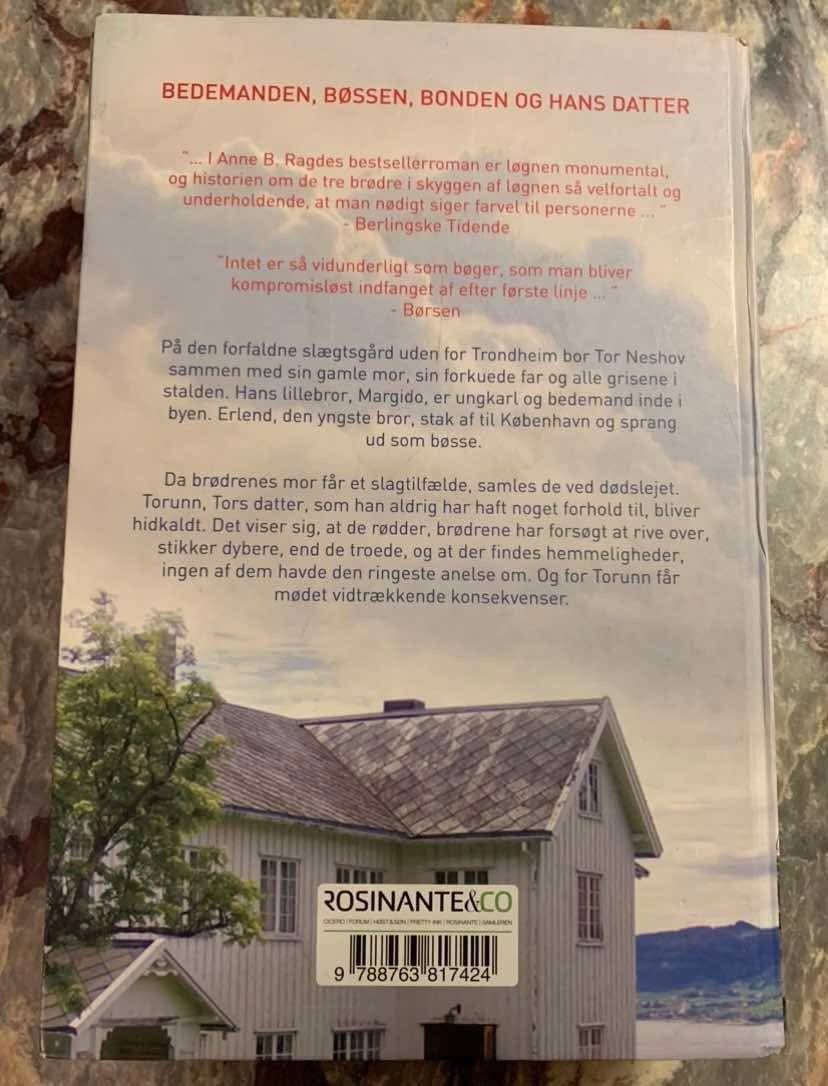 BEDEMANDEN, BØSSEN, BONDEN OG HANS DATTER
"... I Anne B. Ragdes bestsellerroman er løgnen monumental,
og historien om de tre brødre i skyggen af løgnen så velfortalt og
underholdende, at man nødigt siger farvel til personerne ... "
- Berlingske Tidende
"Intet er så vidunderligt som bøger, som man bliver
kompromisløst indfanget af efter første linje ... "
- Børsen
På den forfaldne slægtsgård uden for Trondheim bor Tor Neshov
sammen med sin gamle mor, sin forkuede far og alle grisene i
stalden. Hans lillebror, Margido, er ungkarl og bedemand inde i
byen. Erlend, den yngste bror, stak af til København og sprang
ud som bøsse.
Da brødrenes mor får et slagtilfælde, samles de ved dødslejet.
Torunn, Tors datter, som han aldrig har haft noget forhold til, bliver
hidkaldt. Det viser sig, at de rødder, brødrene har forsøgt at rive over,
stikker dybere, end de troede, og at der findes hemmeligheder,
ingen af dem havde den ringeste anelse om. Og for Torunn får
mødet vidtrækkende konsekvenser.
ROSINANTE&CO
CICERO | FORUM | HØST & SØN | PRETTY INK | ROSINANTE | SAMLEREN
9 788763 817424